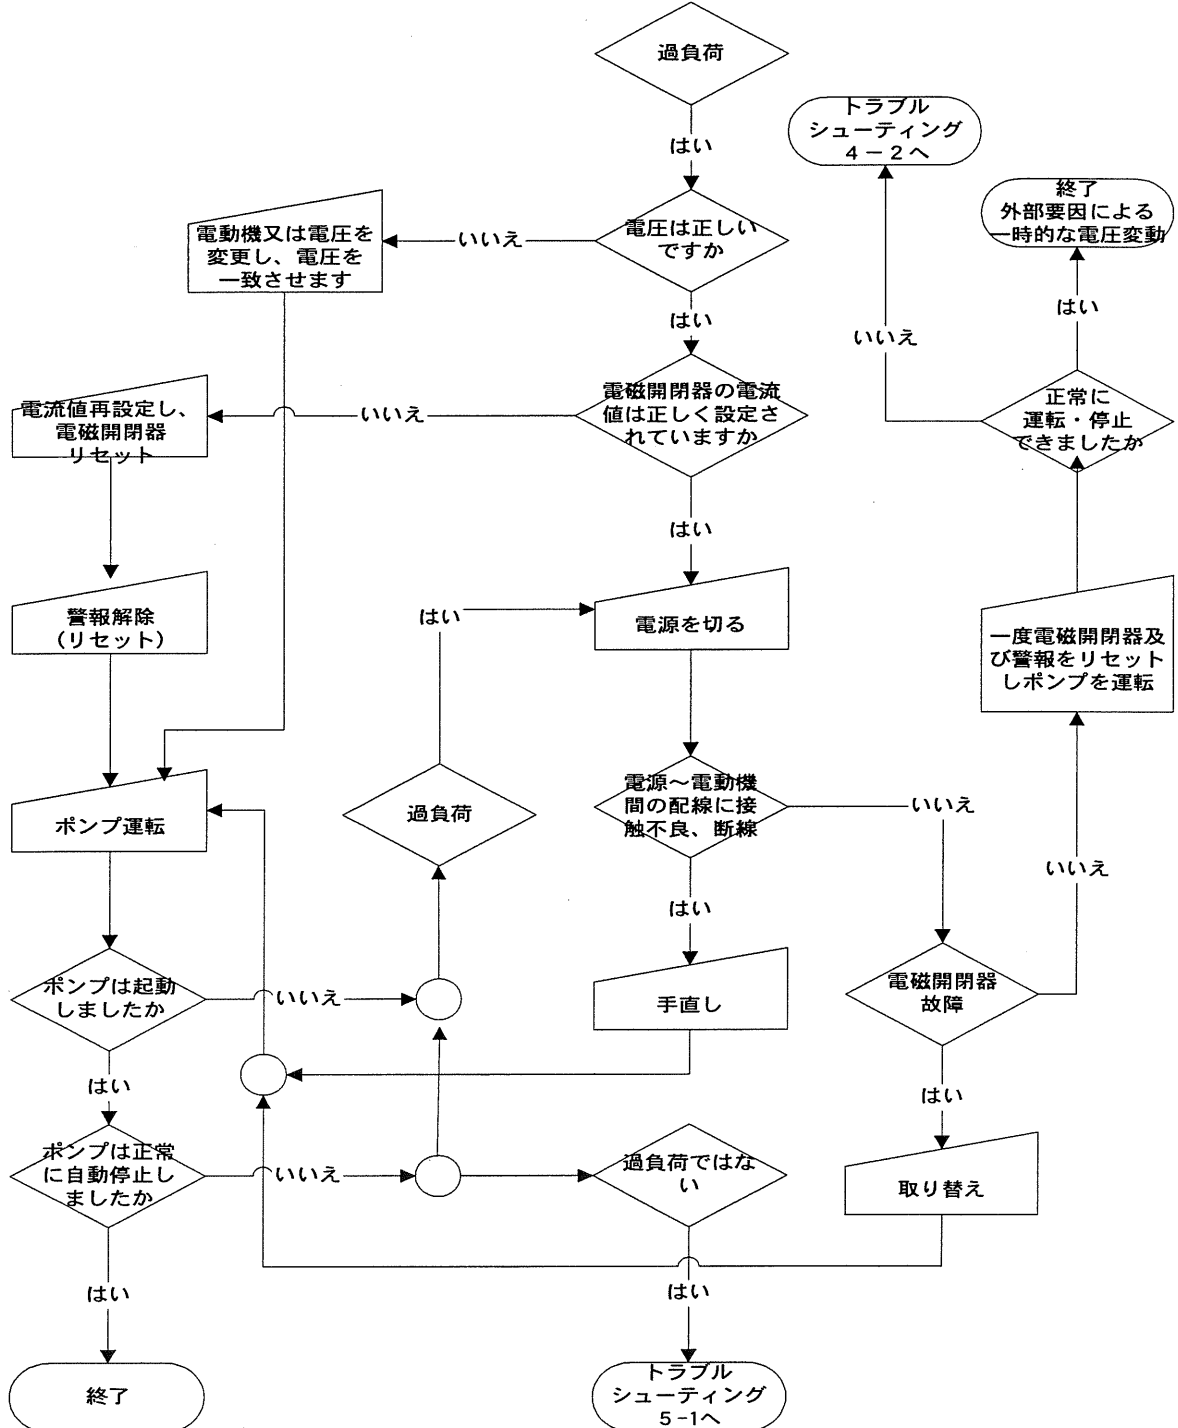 過負荷
はい
トラブル
シューティング
4－2へ
終了
外部要因による
一時的な電圧変動
電圧は正しい
ですか
いいえ
電動機又は電圧を
変更し、電圧を
一致させます
はい
はい
いいえ
電磁開閉器の電流
値は正しく設定さ
れていますか
いいえ
電流値再設定し、
電磁開閉器
リセット
正常に
運転・停止
できましたか
はい
警報解除
（リセット）
はい
電源を切る
一度電磁開閉器及
び警報をリセット
しポンプを運転
ポンプ運転
過負荷
電源～電動機
間の配線に接
触不良、断線
いいえ
いいえ
はい
ポンプは起動
しましたか
いいえ
手直し
電磁開閉器
故障
はい
はい
ポンプは正常
に自動停止し
ましたか
いいえ
過負荷ではな
い
取り替え
はい
はい
終了
トラブル
シューティング
5-1へ